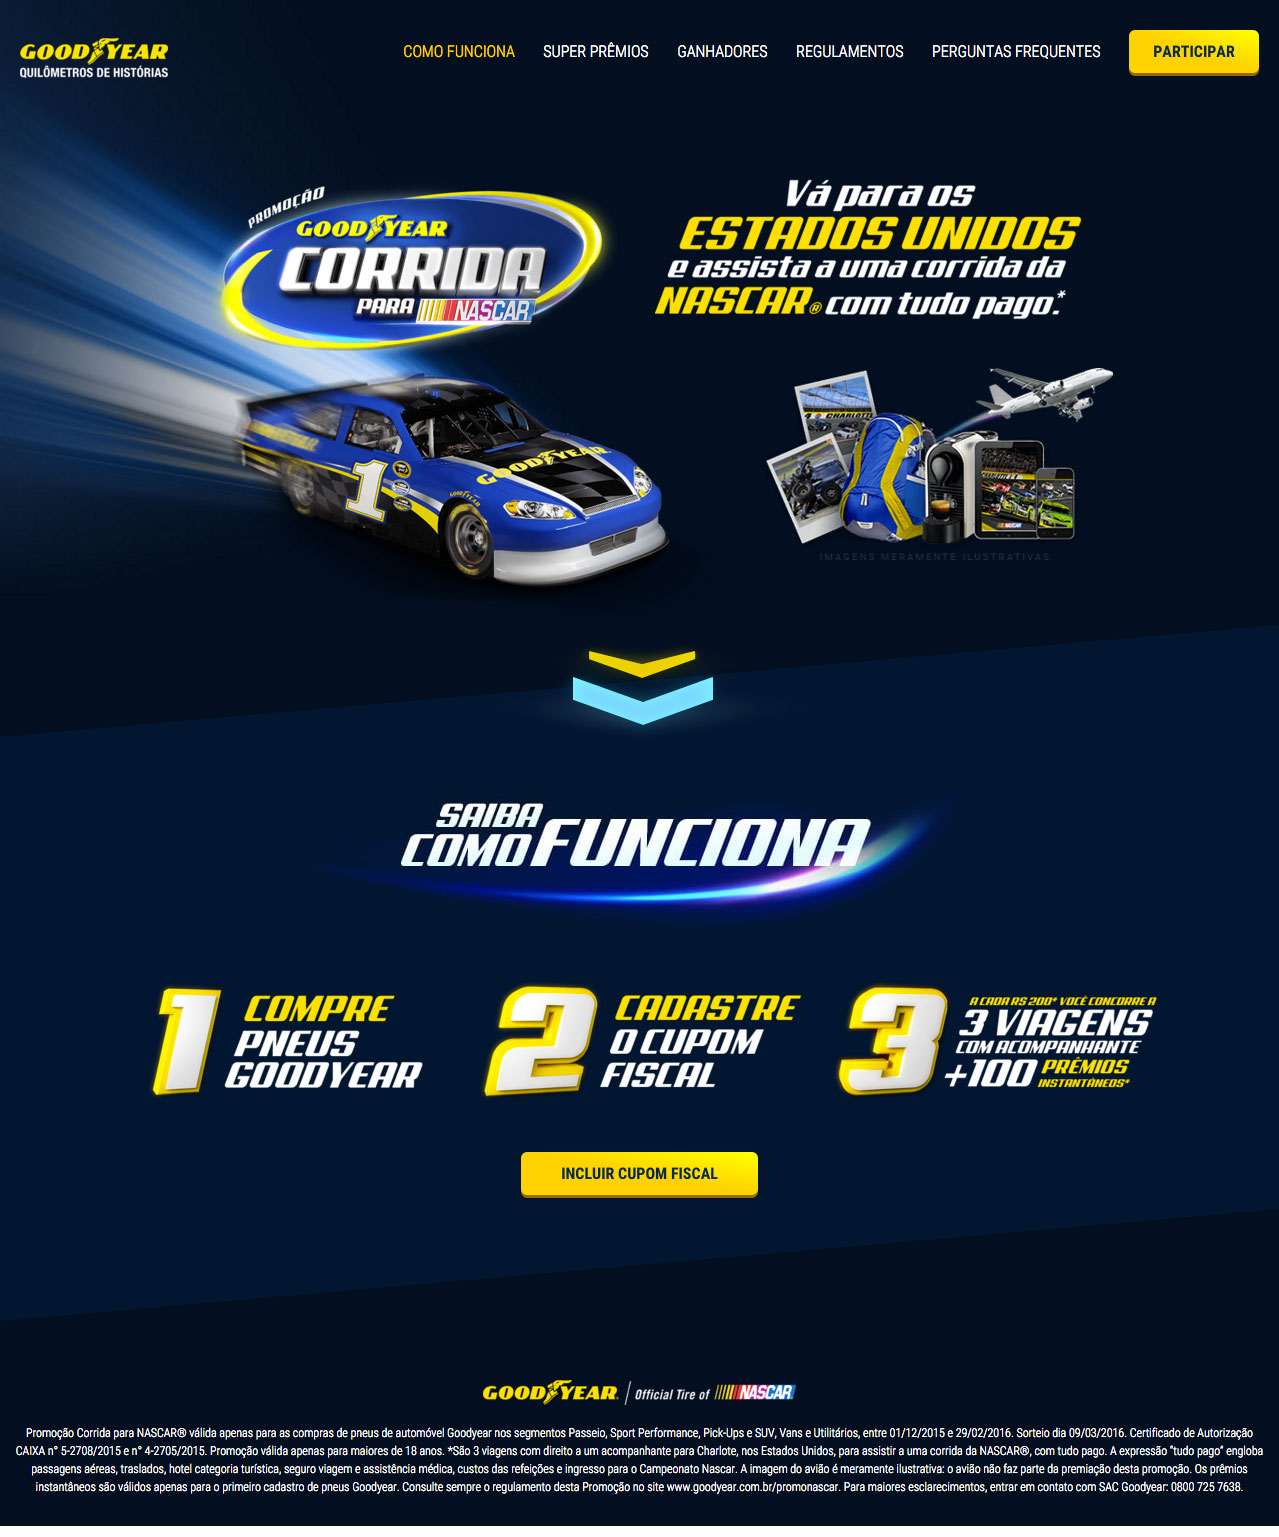 GOODYEAR
QUILÔMETROS DE HISTÓRIAS
COMO FUNCIONA
SUPER PRÊMIOS
GANHADORES
REGULAMENTOS
PERGUNTAS FREQUENTES
PARTICIPAR
PROMOÇÃO
GOODYEAR
CORRIDA
PARA NASCAR
Vá para os
ESTADOS UNIDOS
e assista a uma corrida da
NASCAR® com tudo pago.*
CHARLOTTE
GOODYEAR
1
GOODYEAR
NASCAR
IMAGENS MERAMENTE ILUSTRATIVAS.
SAIBA
COMO FUNCIONA
1 COMPRE
PNEUS
GOODYEAR
2 CADASTRE
O CUPOM
FISCAL
3 A CADA R$ 200* VOCÊ CONCORRE A
3 VIAGENS
COM ACOMPANHANTE
+100 PRÊMIOS
INSTANTÂNEOS*
INCLUIR CUPOM FISCAL
GOODYEAR. | Official Tire of NASCAR
Promoção Corrida para NASCAR® válida apenas para as compras de pneus de automóvel Goodyear nos segmentos Passeio, Sport Performance, Pick-Ups e SUV, Vans e Utilitários, entre 01/12/2015 e 29/02/2016. Sorteio dia 09/03/2016. Certificado de Autorização
CAIXA n° 5-2708/2015 e n° 4-2705/2015. Promoção válida apenas para maiores de 18 anos. *São 3 viagens com direito a um acompanhante para Charlote, nos Estados Unidos, para assistir a uma corrida da NASCAR®, com tudo pago. A expressão “tudo pago” engloba
passagens aéreas, traslados, hotel categoria turística, seguro viagem e assistência médica, custos das refeições e ingresso para o Campeonato Nascar. A imagem do avião é meramente ilustrativa: o avião não faz parte da premiação desta promoção. Os prêmios
instantâneos são válidos apenas para o primeiro cadastro de pneus Goodyear. Consulte sempre o regulamento desta Promoção no site www.goodyear.com.br/promonascar. Para maiores esclarecimentos, entrar em contato com SAC Goodyear: 0800 725 7638.